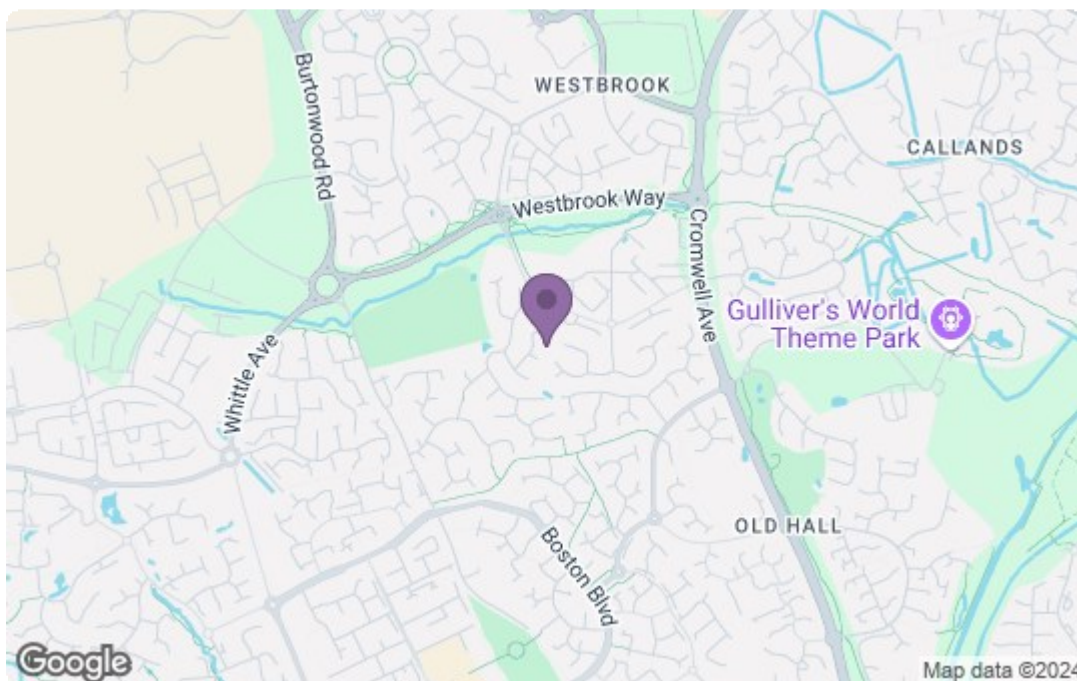 WESTBROOK
Burtonwood Rd
CALLANDS
Westbrook Way
Cromwell Ave
Gulliver's World
Theme Park
Whittle Ave
OLD HALL
Boston Blvd
Google
Map data ©2024